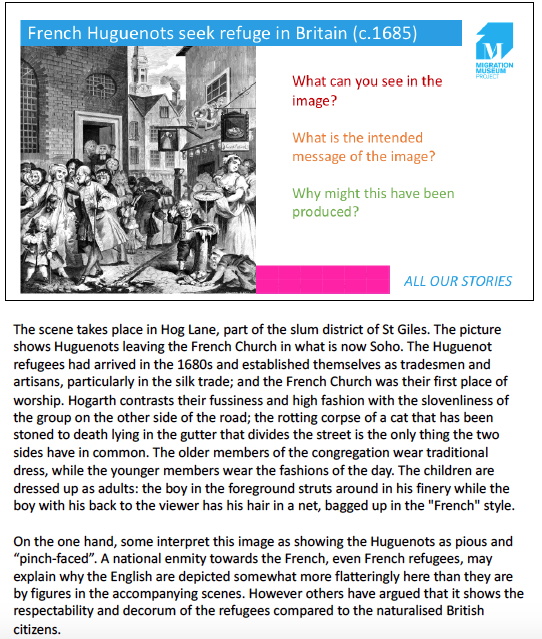 French Huguenots seek refuge in Britain (c.1685)
MIGRATION
MUSEUM
PROJECT
What can you see in the
image?
What is the intended
message of the image?
Why might this have been
produced?
ALL OUR STORIES
The scene takes place in Hog Lane, part of the slum district of St Giles. The picture
shows Huguenots leaving the French Church in what is now Soho. The Huguenot
refugees had arrived in the 1680s and established themselves as tradesmen and
artisans, particularly in the silk trade; and the French Church was their first place of
worship. Hogarth contrasts their fussiness and high fashion with the slovenliness of
the group on the other side of the road; the rotting corpse of a cat that has been
stoned to death lying in the gutter that divides the street is the only thing the two
sides have in common. The older members of the congregation wear traditional
dress, while the younger members wear the fashions of the day. The children are
dressed up as adults: the boy in the foreground struts around in his finery while the
boy with his back to the viewer has his hair in a net, bagged up in the "French" style.
On the one hand, some interpret this image as showing the Huguenots as pious and
“pinch-faced”. A national enmity towards the French, even French refugees, may
explain why the English are depicted somewhat more flatteringly here than they are
by figures in the accompanying scenes. However others have argued that it shows the
respectability and decorum of the refugees compared to the naturalised British
citizens.